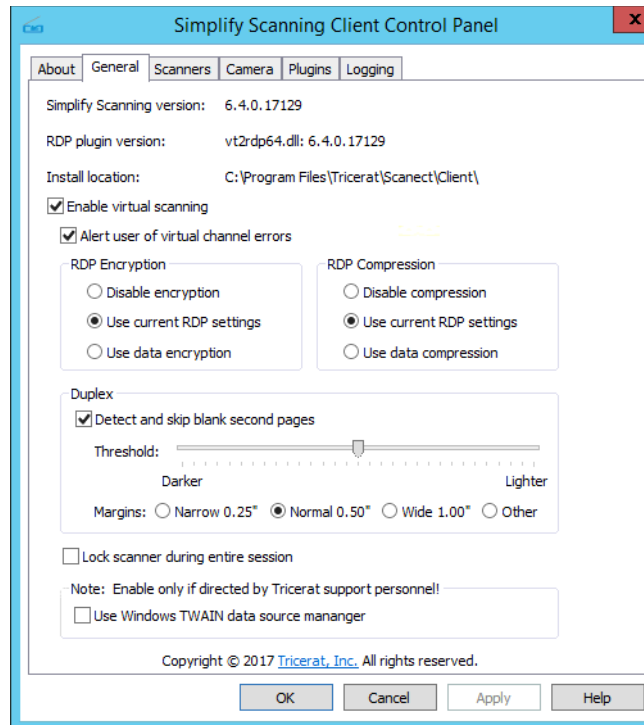 Simplify Scanning Client Control Panel
x
About General Scanners Camera Plugins Logging
Simplify Scanning version: 6.4.0.17129
RDP plugin version: vt2rdp64.dll: 6.4.0.17129
Install location: C:\Program Files\Tricerat\Scanect\Client\
Enable virtual scanning
Alert user of virtual channel errors
RDP Encryption RDP Compression
Disable encryption Disable compression
Use current RDP settings Use current RDP settings
Use data encryption Use data compression
Duplex
Detect and skip blank second pages
Threshold:
Darker Lighter
Margins: Narrow 0.25" Normal 0.50" Wide 1.00" Other
Lock scanner during entire session
Note: Enable only if directed by Tricerat support personnel!
Use Windows TWAIN data source mananger
Copyright © 2017 Tricerat, Inc. All rights reserved.
OK Cancel Apply Help